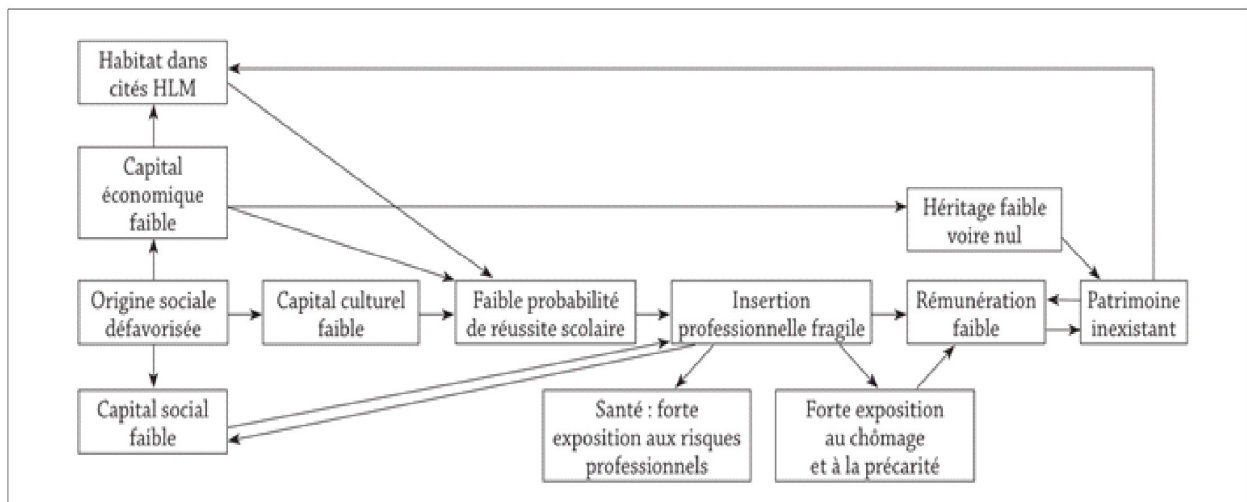 Habitat dans
cités HLM
Capital
économique
faible
Héritage faible
voire nul
Origine sociale
défavorisée
Capital culturel
faible
Faible probabilité
de réussite scolaire
Insertion
professionnelle fragile
Rémunération
faible
Patrimoine
inexistant
Capital social
faible
Santé : forte
exposition aux risques
professionnels
Forte exposition
au chômage
et à la précarité